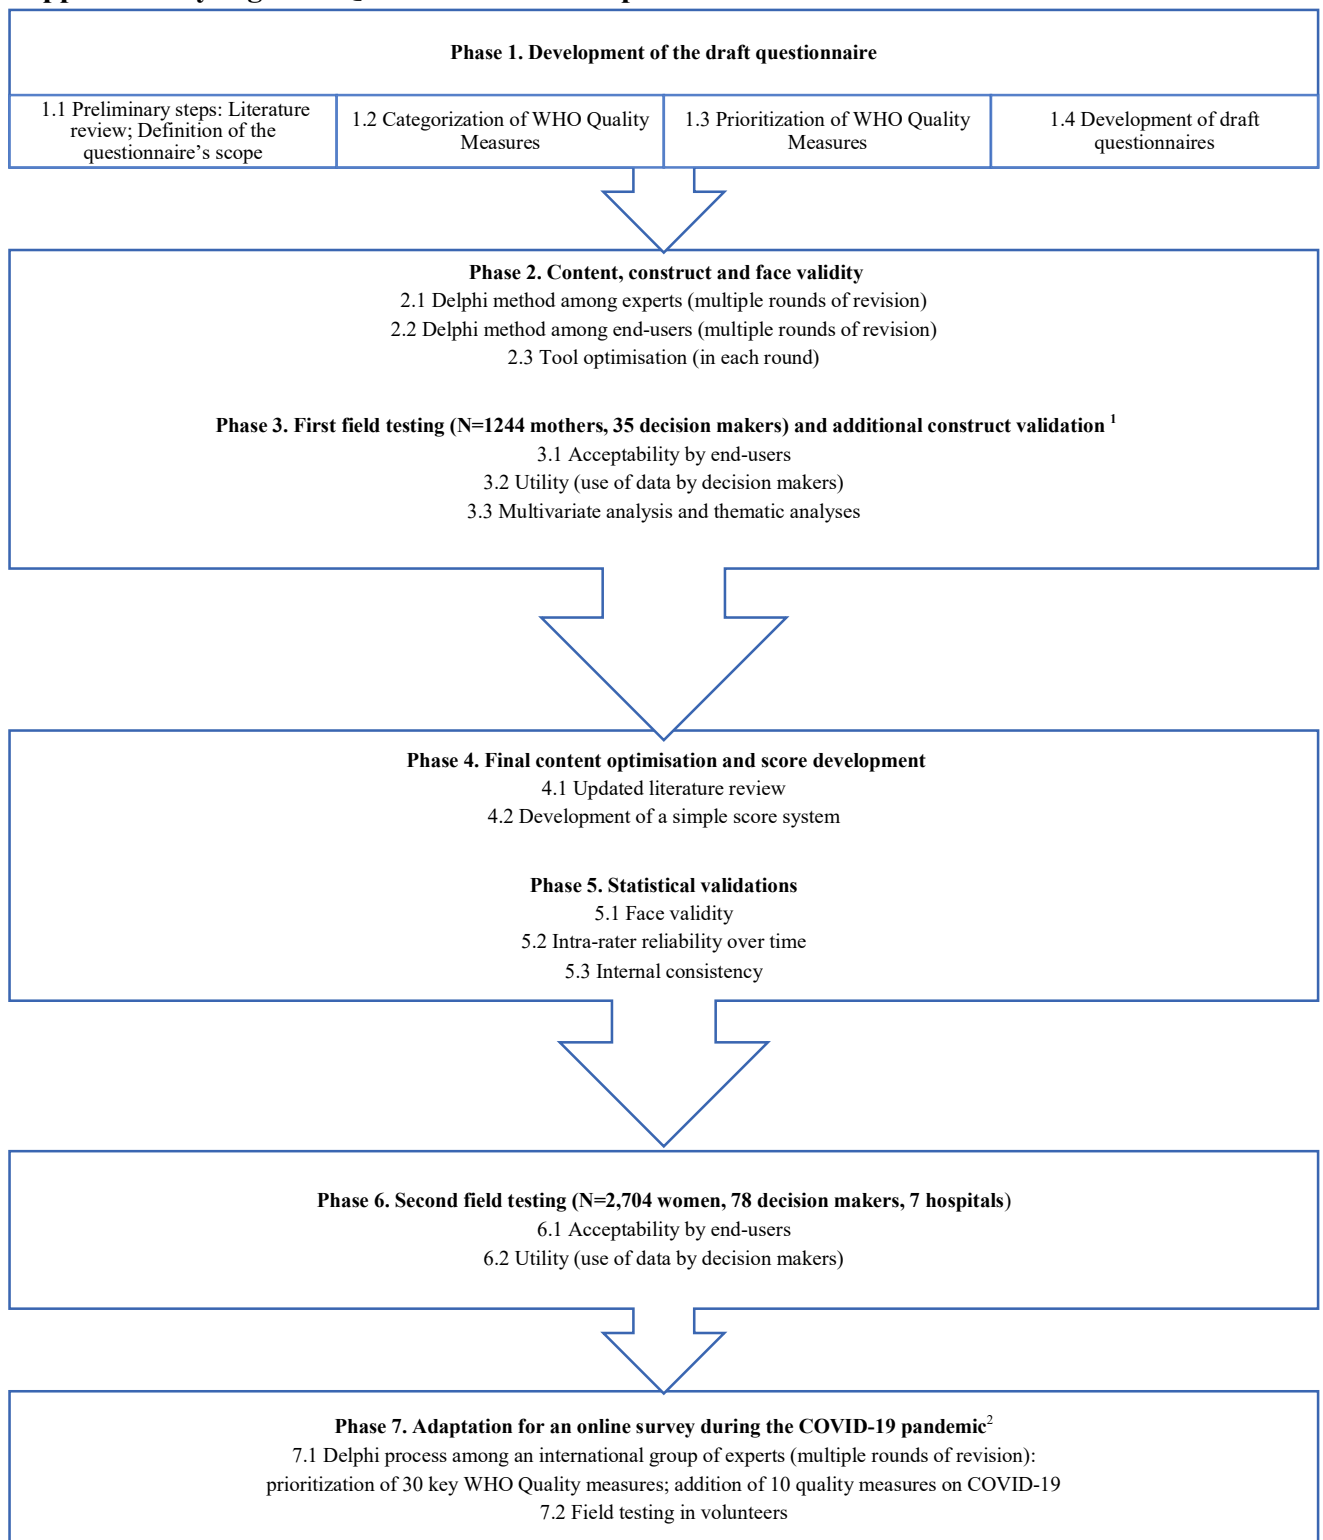 Phase 1. Development of the draft questionnaire
1.1 Preliminary steps: Literature
review; Definition of the
questionnaire’s scope
1.2 Categorization of WHO Quality
Measures
1.3 Prioritization of WHO Quality
Measures
1.4 Development of draft
questionnaires
Phase 2. Content, construct and face validity
2.1 Delphi method among experts (multiple rounds of revision)
2.2 Delphi method among end-users (multiple rounds of revision)
2.3 Tool optimisation (in each round)
Phase 3. First field testing (N=1244 mothers, 35 decision makers) and additional construct validation 1
3.1 Acceptability by end-users
3.2 Utility (use of data by decision makers)
3.3 Multivariate analysis and thematic analyses
Phase 4. Final content optimisation and score development
4.1 Updated literature review
4.2 Development of a simple score system
Phase 5. Statistical validations
5.1 Face validity
5.2 Intra-rater reliability over time
5.3 Internal consistency
Phase 6. Second field testing (N=2,704 women, 78 decision makers, 7 hospitals)
6.1 Acceptability by end-users
6.2 Utility (use of data by decision makers)
Phase 7. Adaptation for an online survey during the COVID-19 pandemic2
7.1 Delphi process among an international group of experts (multiple rounds of revision):
prioritization of 30 key WHO Quality measures; addition of 10 quality measures on COVID-19
7.2 Field testing in volunteers